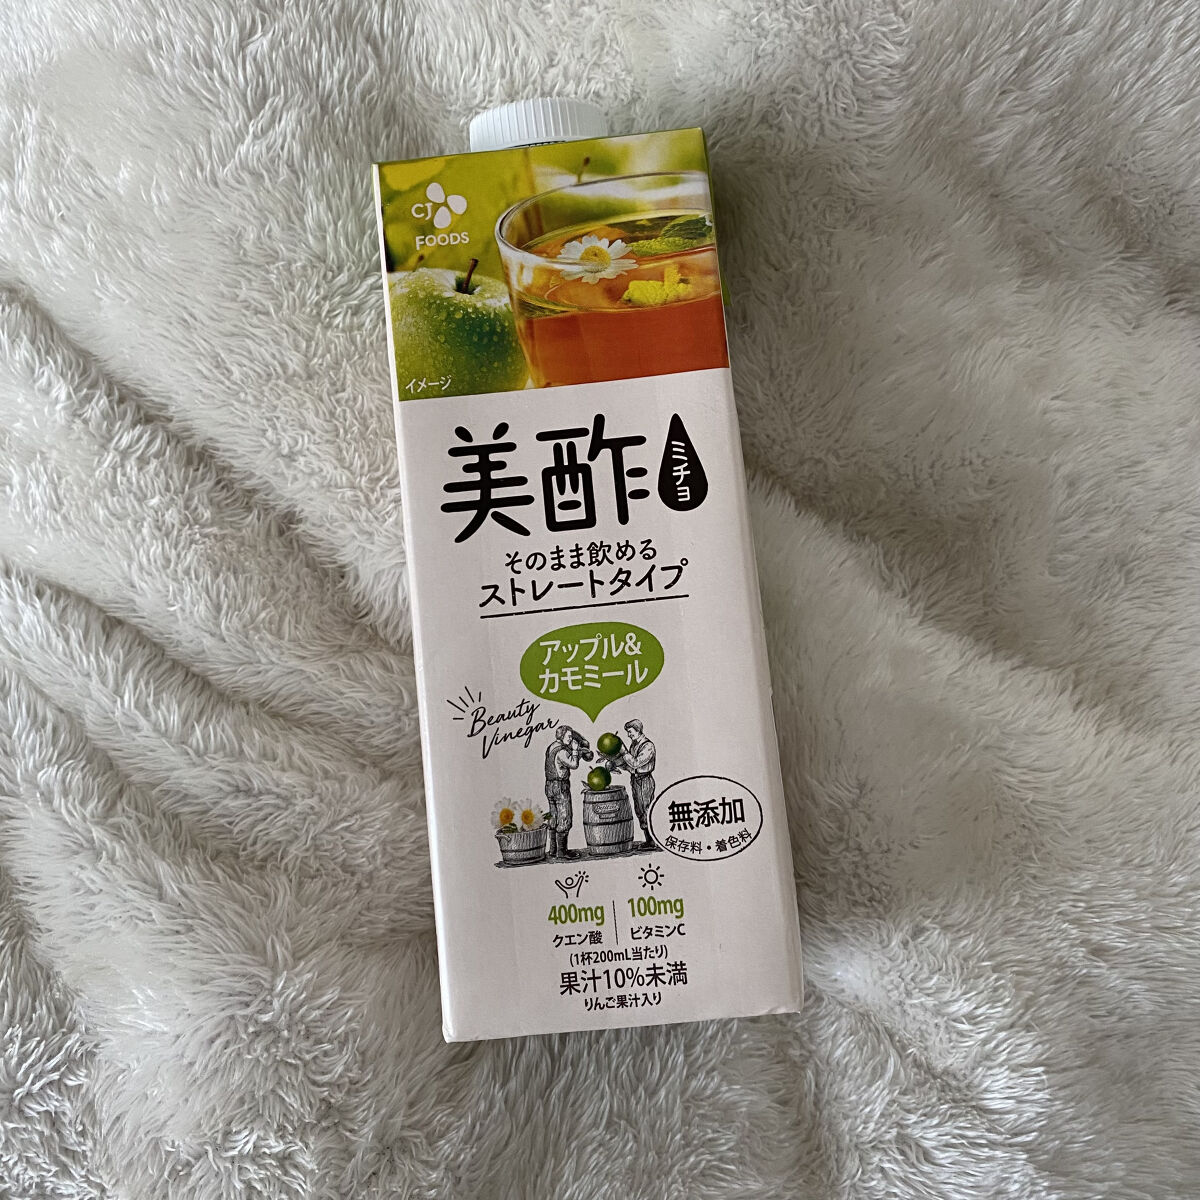 CJ
FOODS
イメージ
美酢
ミチョ
そのまま飲める
ストレートタイプ
アップル&
カモミール
Beauty
Vinegar
無添加
保存料・着色料
400mg
クエン酸
100mg
ビタミンC
(1杯200mL当たり)
果汁10%未満
りんご果汁入り